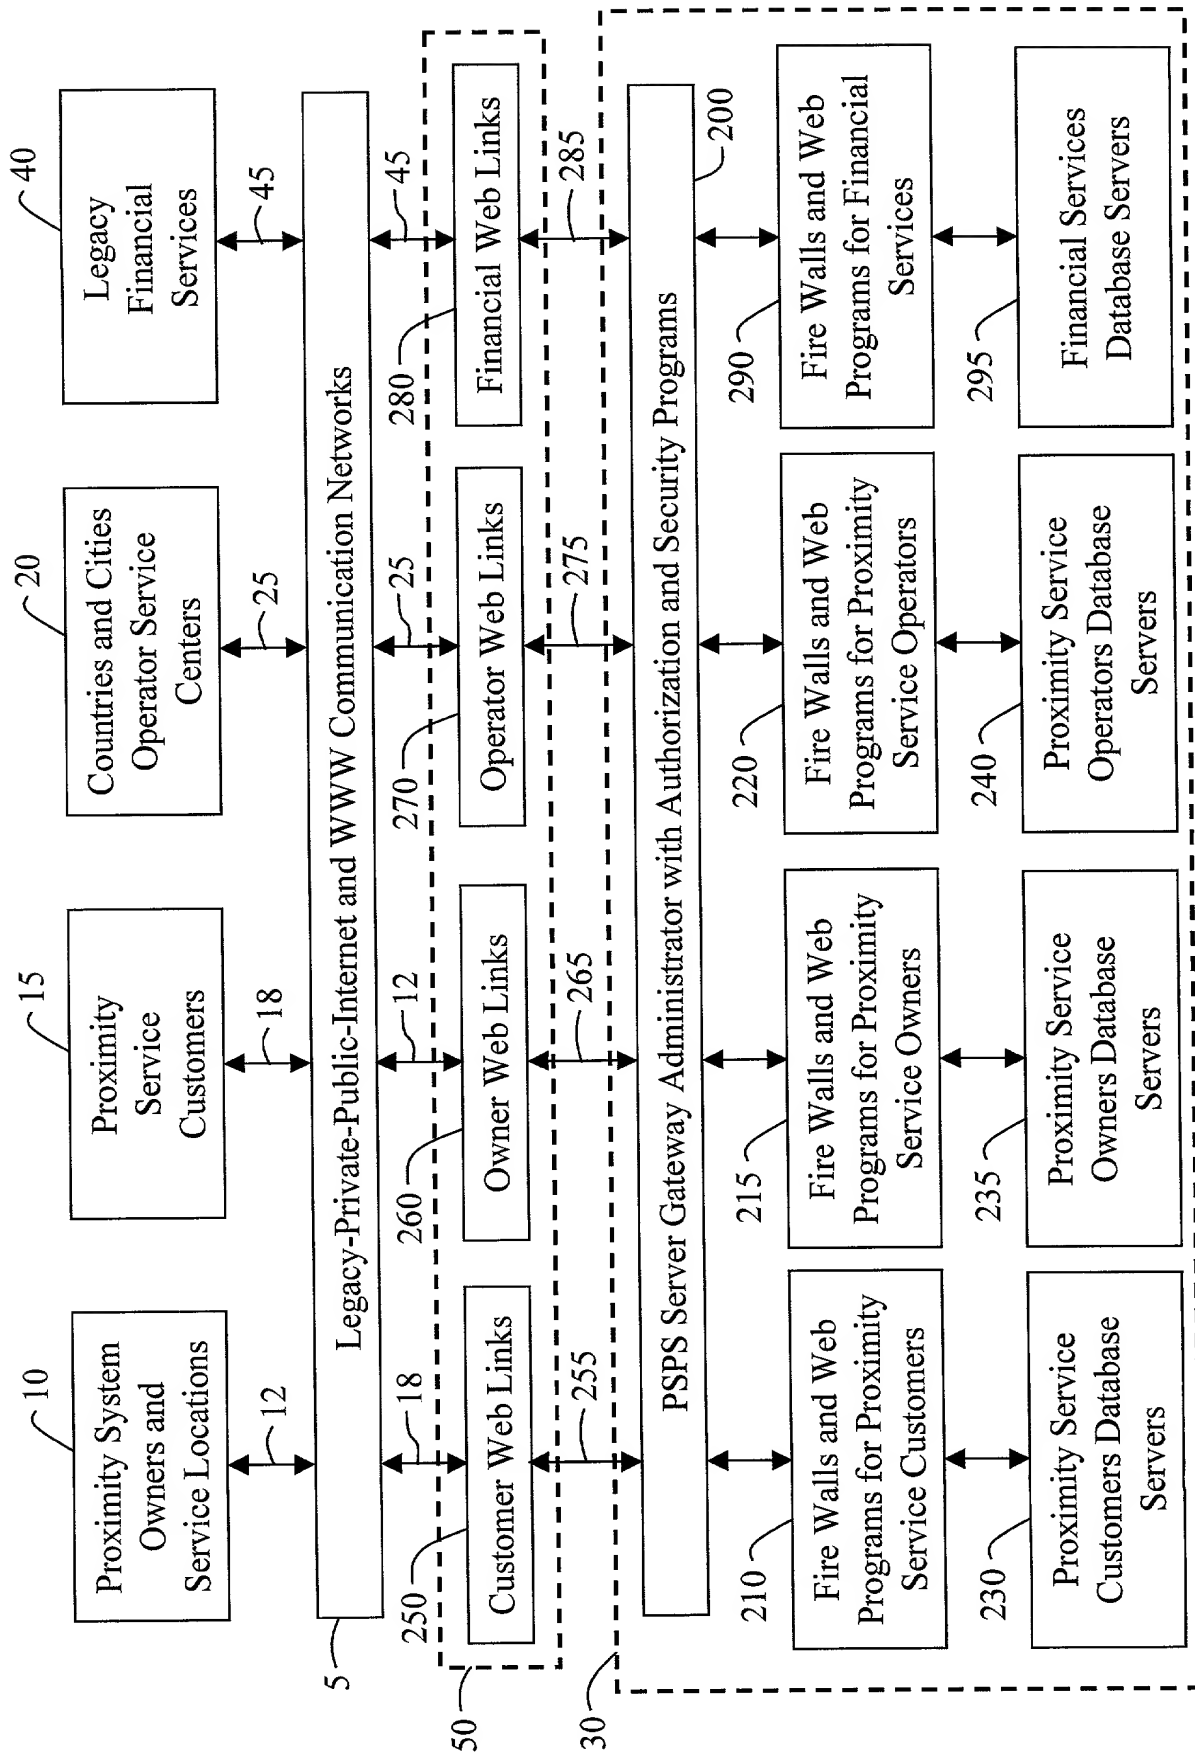 10
Proximity System
Owners and
Service Locations
12
15
Proximity
Service
Customers
18
20
Countries and Cities
Operator Service
Centers
25
40
Legacy
Financial
Services
45
5
Legacy-Private-Public-Internet and WWW Communication Networks
18
12
25
45
50
250
Customer Web Links
260
Owner Web Links
270
Operator Web Links
280
Financial Web Links
255
265
275
285
30
PSPS Server Gateway Administrator with Authorization and Security Programs
200
210
Fire Walls and Web
Programs for Proximity
Service Customers
215
Fire Walls and Web
Programs for Proximity
Service Owners
220
Fire Walls and Web
Programs for Proximity
Service Operators
290
Fire Walls and Web
Programs for Financial
Services
230
Proximity Service
Customers Database
Servers
235
Proximity Service
Owners Database
Servers
240
Proximity Service
Operators Database
Servers
295
Financial Services
Database Servers